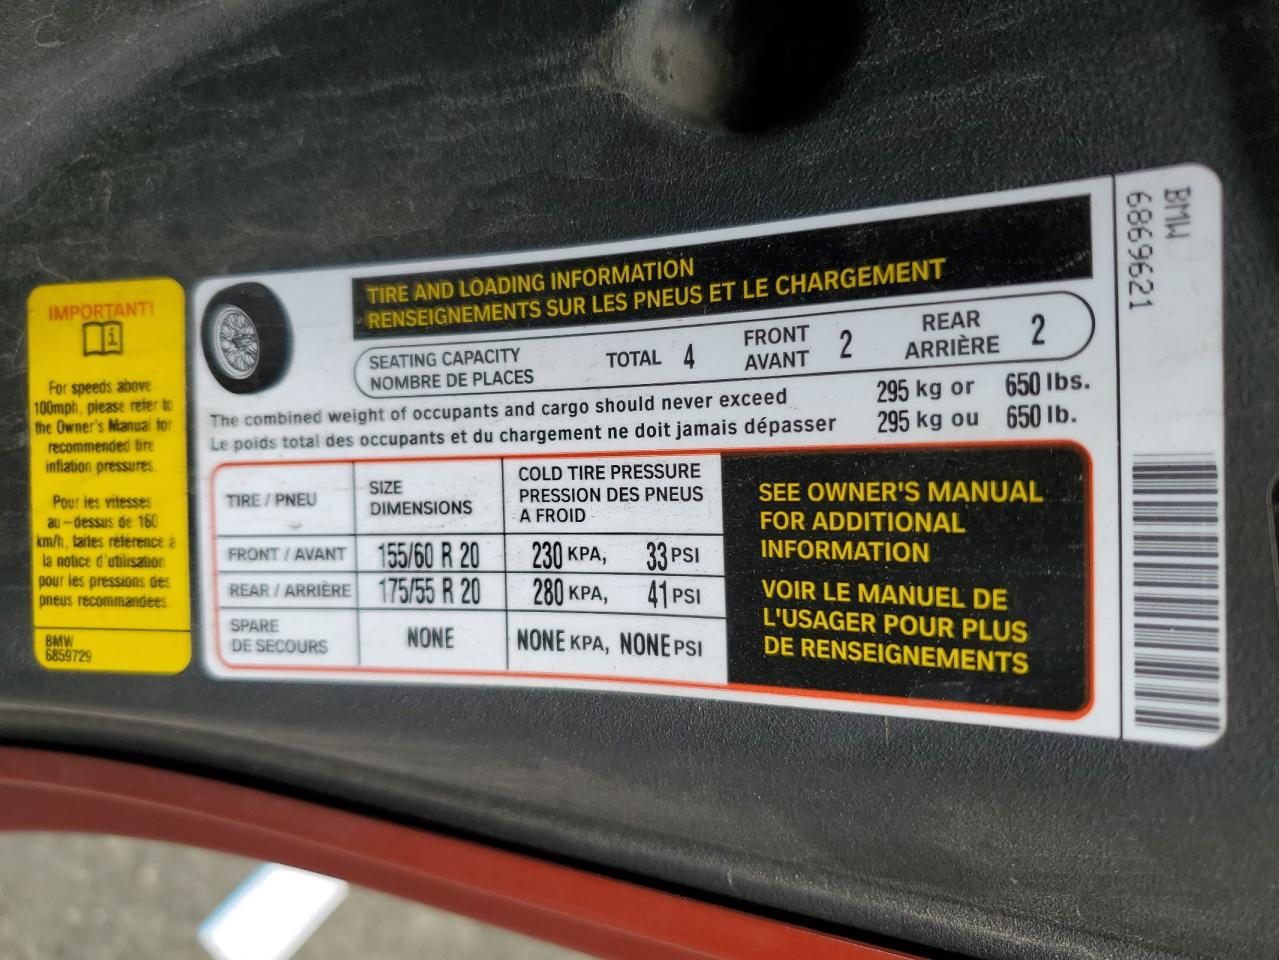 IMPORTANT!
i
For speeds above
100mph, please refer to
the Owner's Manual for
recommended tire
inflation pressures.
Pour les vitesses
au-dessus de 160
km/h, faites référence a
la notice d'utilisation
pour les pressions des
pneus recommandées.
BMW
6859729
TIRE AND LOADING INFORMATION
RENSEIGNEMENTS SUR LES PNEUS ET LE CHARGEMENT
SEATING CAPACITY
NOMBRE DE PLACES
TOTAL 4
FRONT
AVANT 2
REAR
ARRIÈRE 2
The combined weight of occupants and cargo should never exceed 295 kg or 650 lbs.
Le poids total des occupants et du chargement ne doit jamais dépasser 295 kg ou 650 lb.
TIRE / PNEU
SIZE
DIMENSIONS
COLD TIRE PRESSURE
PRESSION DES PNEUS
A FROID
FRONT / AVANT 155/60 R 20 230 KPA, 33 PSI
REAR / ARRIÈRE 175/55 R 20 280 KPA, 41 PSI
SPARE
DE SECOURS NONE NONE KPA, NONE PSI
SEE OWNER'S MANUAL
FOR ADDITIONAL
INFORMATION
VOIR LE MANUEL DE
L'USAGER POUR PLUS
DE RENSEIGNEMENTS
BMW
6869621